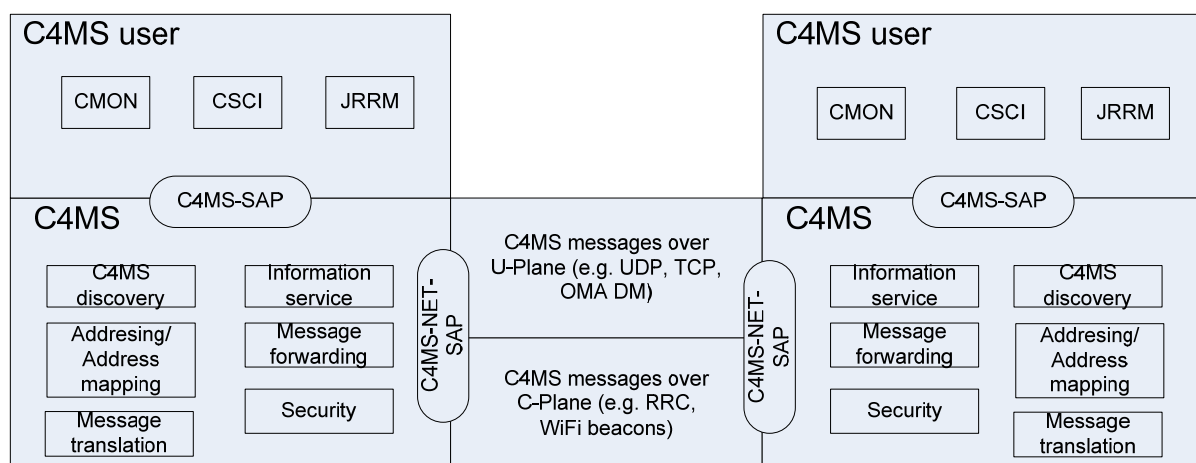 C4MS user
CMON
CSCI
JRRM
C4MS-SAP
C4MS
C4MS
discovery
Addresing/
Address
mapping
Message
translation
Information
service
Message
forwarding
Security
C4MS-NET-
SAP
C4MS messages over
U-Plane (e.g. UDP, TCP,
OMA DM)
C4MS messages over
C-Plane (e.g. RRC,
WiFi beacons)
C4MS user
CMON
CSCI
JRRM
C4MS-SAP
C4MS
C4MS-NET-
SAP
Information
service
Message
forwarding
Security
C4MS
discovery
Addresing/
Address
mapping
Message
translation